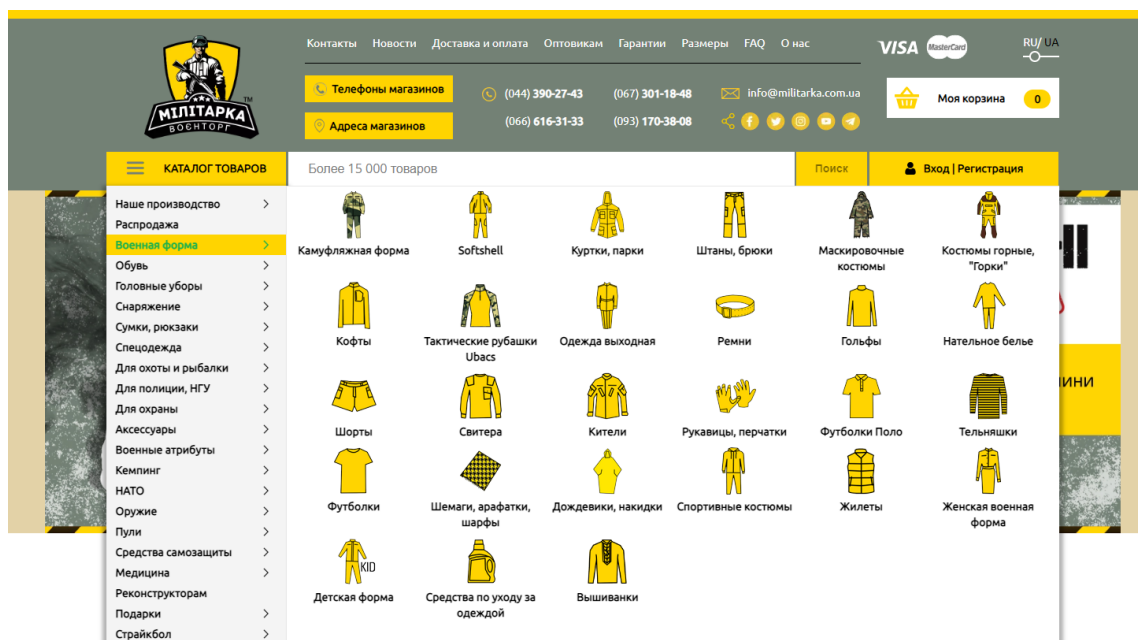 Контакты Новости Доставка и оплата Оптовикам Гарантии Размеры FAQ О нас
VISA MasterCard
RU/ UA
МІЛІТАРКА TM
ВОЄНТОРГ
Телефоны магазинов
(044) 390-27-43 (067) 301-18-48 info@militarka.com.ua
Моя корзина 0
Адреса магазинов
(066) 616-31-33 (093) 170-38-08
КАТАЛОГ ТОВАРОВ
Более 15 000 товаров
Поиск
Вход | Регистрация
Наше производство
Распродажа
Военная форма
Обувь
Головные уборы
Снаряжение
Сумки, рюкзаки
Спецодежда
Для охоты и рыбалки
Для полиции, НГУ
Для охраны
Аксессуары
Военные атрибуты
Кемпинг
НАТО
Оружие
Пули
Средства самозащиты
Медицина
Реконструкторам
Подарки
Страйкбол
Камуфляжная форма
Softshell
Куртки, парки
Штаны, брюки
Маскировочные
костюмы
Костюмы горные,
"Горки"
Кофты
Тактические рубашки
Ubacs
Одежда выходная
Ремни
Гольфы
Нательное белье
Шорты
Свитера
Кители
Рукавицы, перчатки
Футболки Поло
Тельняшки
Футболки
Шемаги, арафатки,
шарфы
Дождевики, накидки
Спортивные костюмы
Жилеты
Женская военная
форма
KID
Детская форма
Средства по уходу за
одеждой
Вышиванки